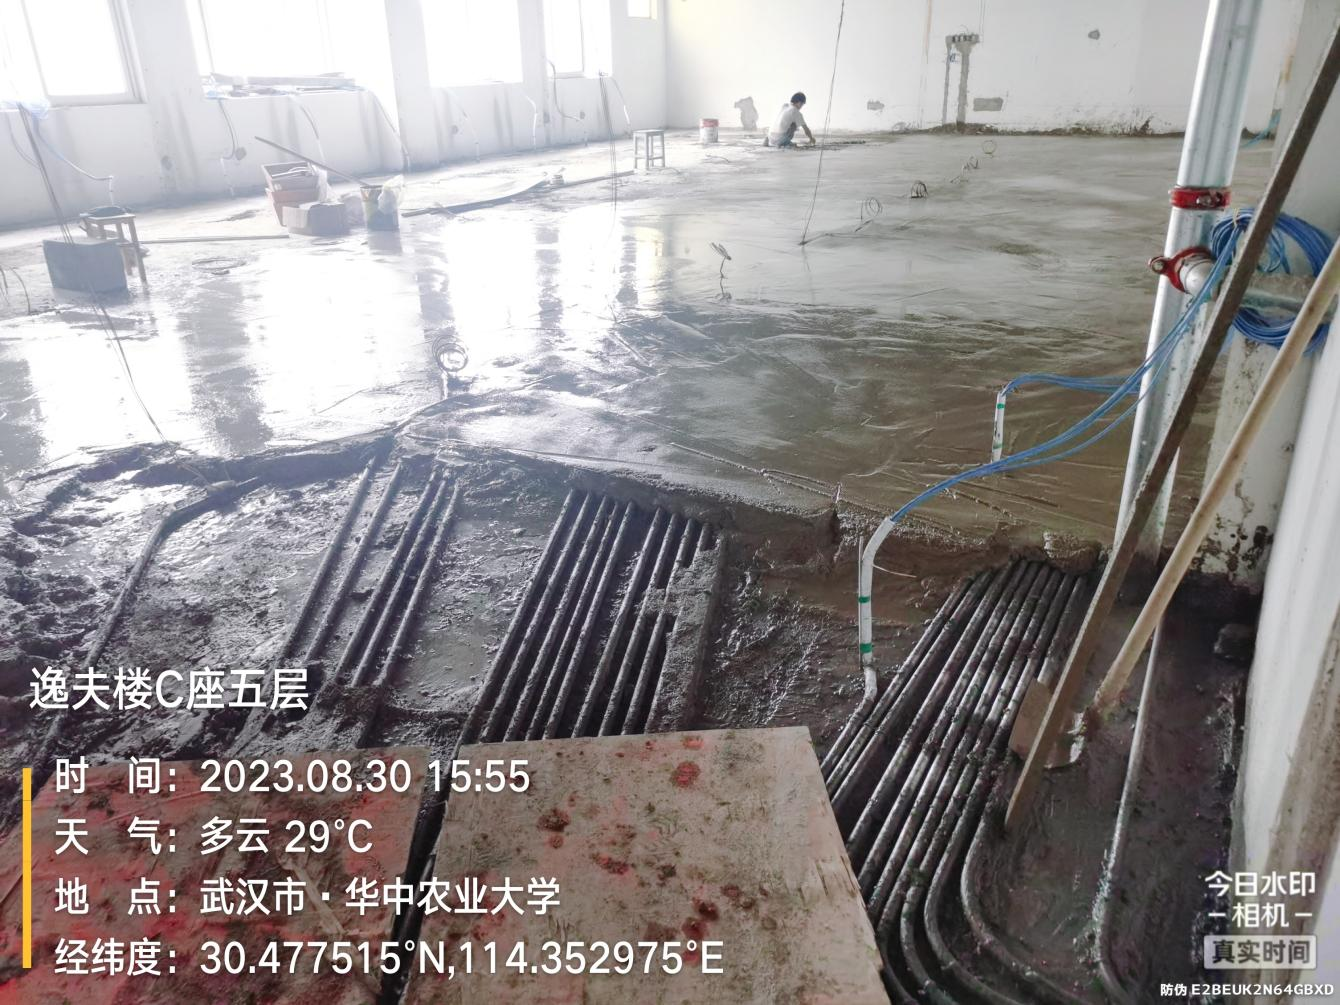 逸夫楼C座五层
时 间：2023.08.30 15:55
天 气：多云 29℃
地 点：武汉市·华中农业大学
经纬度：30.477515°N,114.352975°E
今日水印
-相机-
真实时间
防伪 E2BEUK2N64GBXD